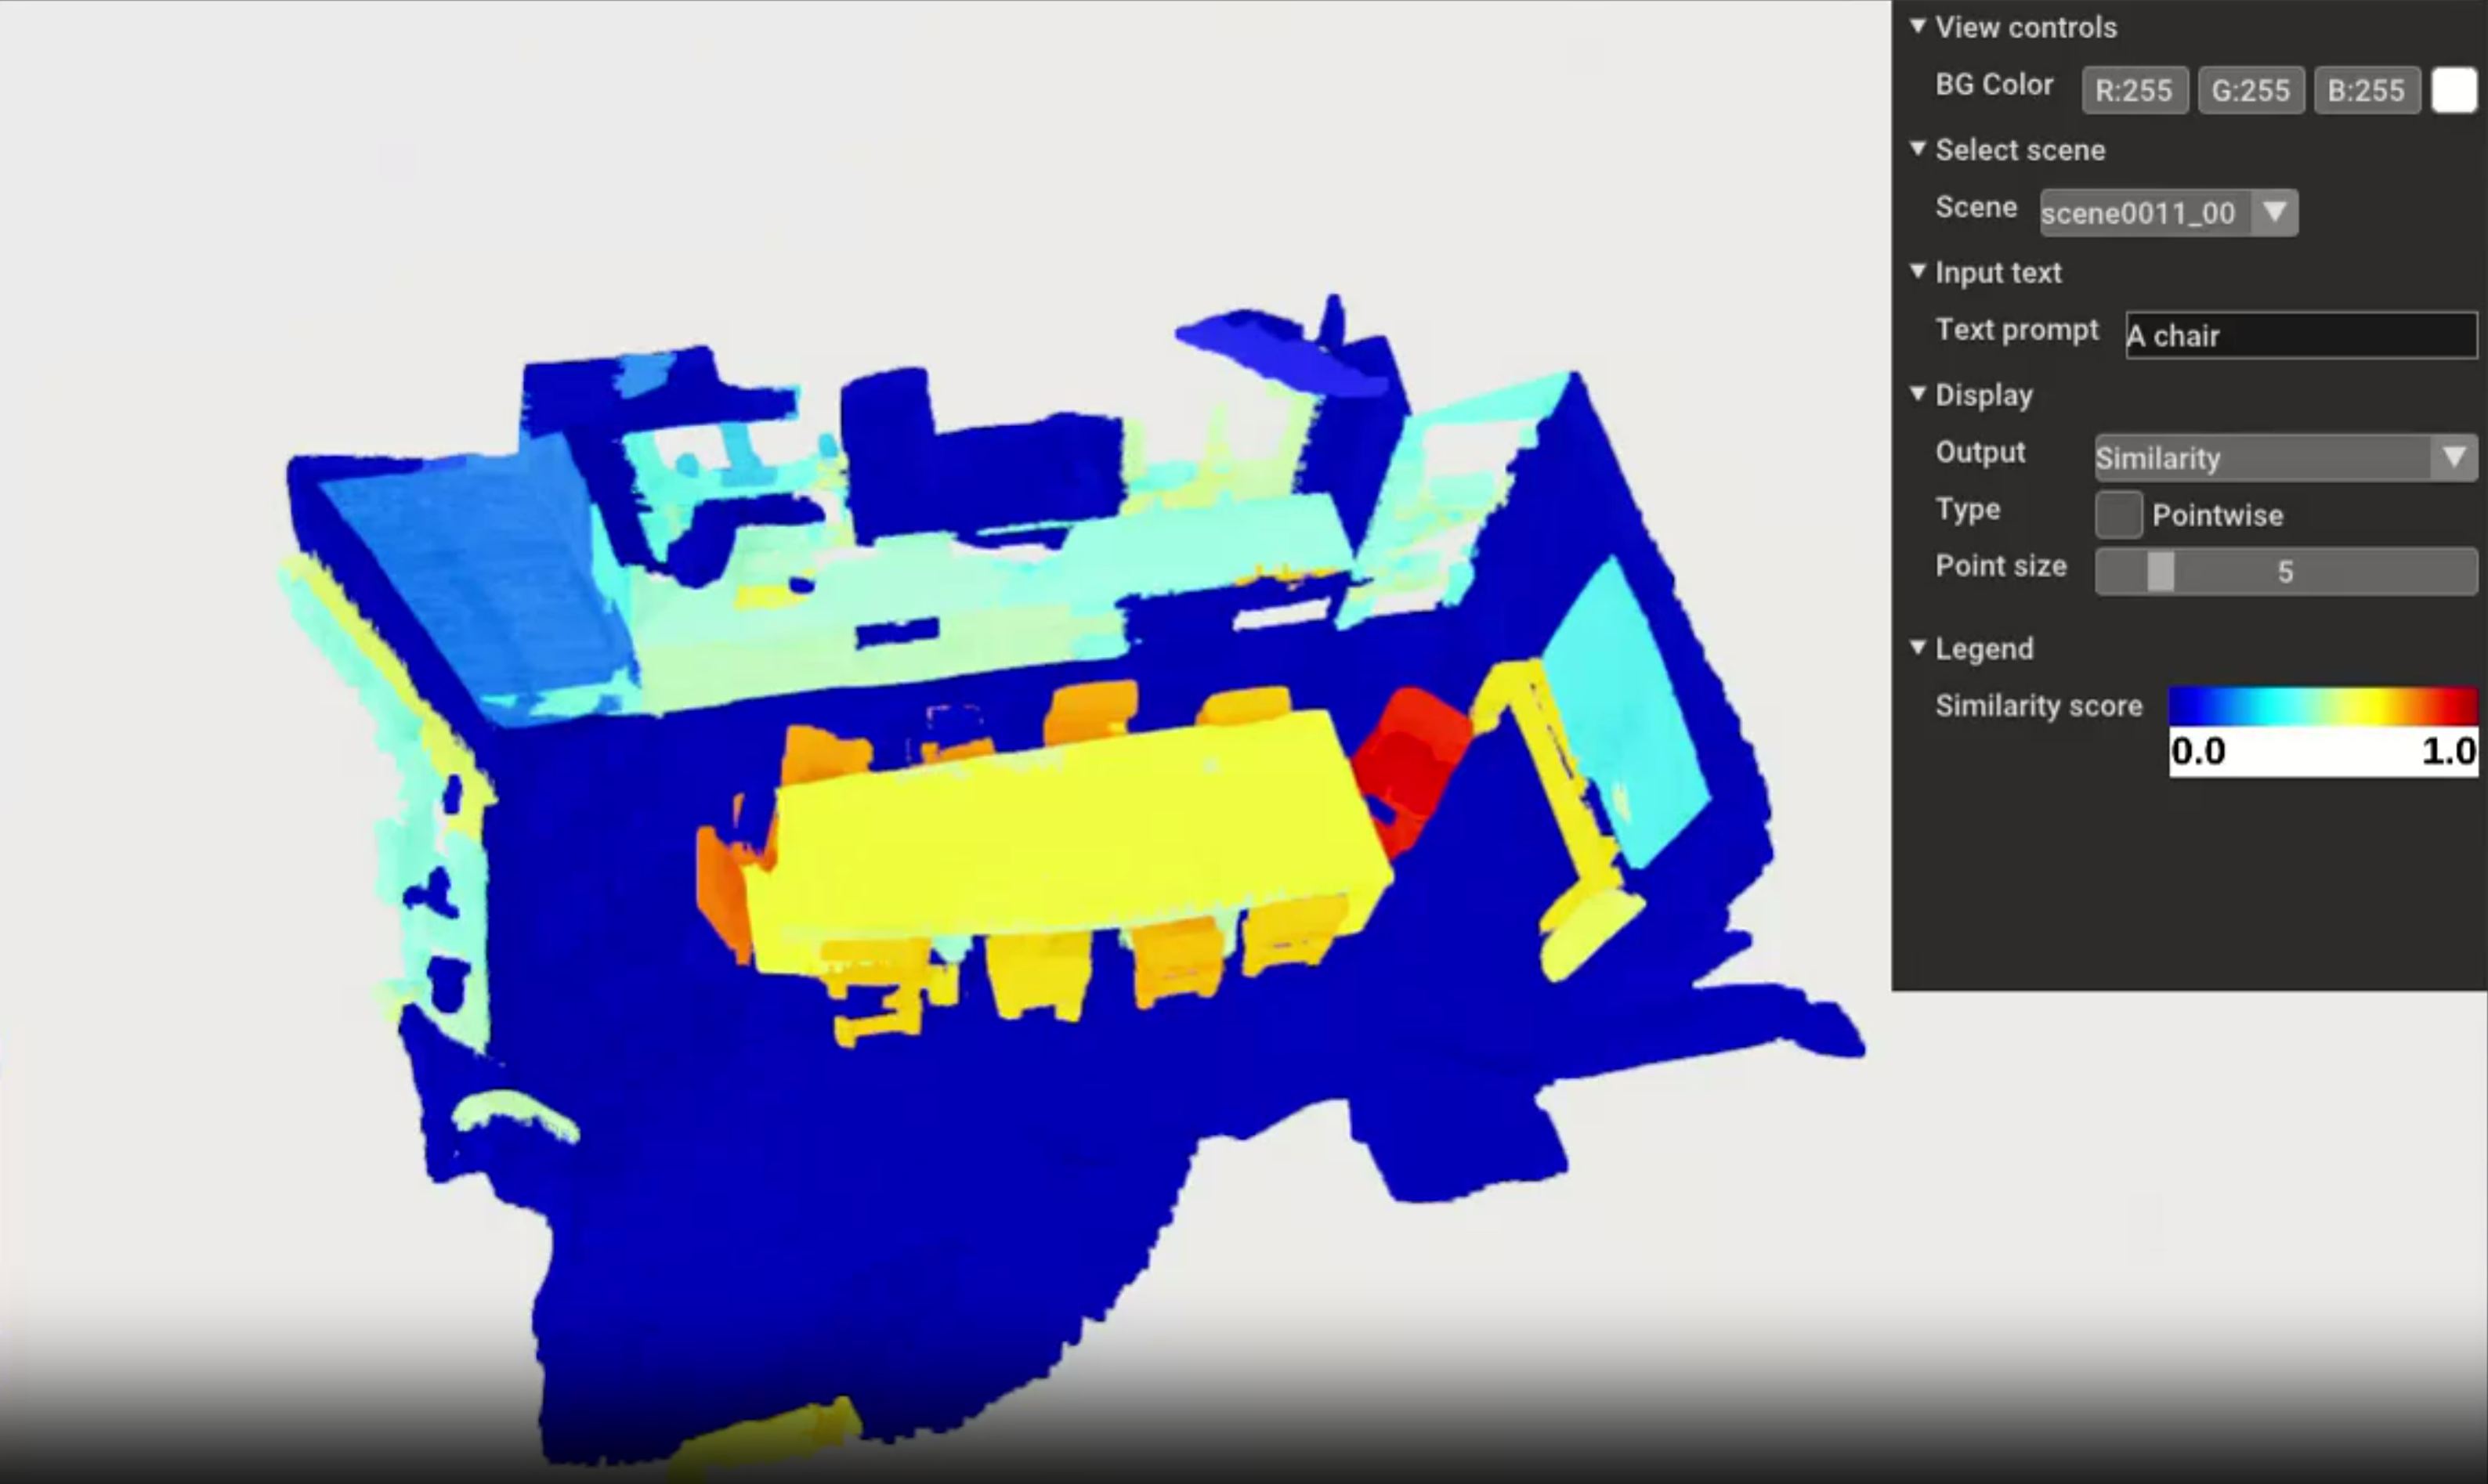 View controls
BG Color R:255 G:255 B:255
Select scene
Scene scene0011_00
Input text
Text prompt A chair
Display
Output Similarity
Type Pointwise
Point size 5
Legend
Similarity score
0.0 1.0